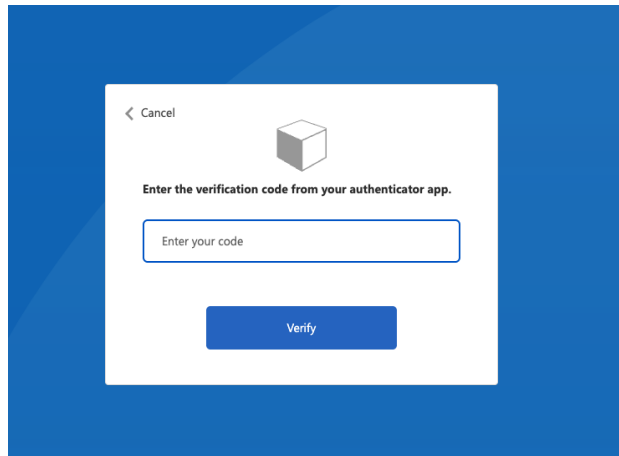 Cancel
Enter the verification code from your authenticator app.
Enter your code
Verify